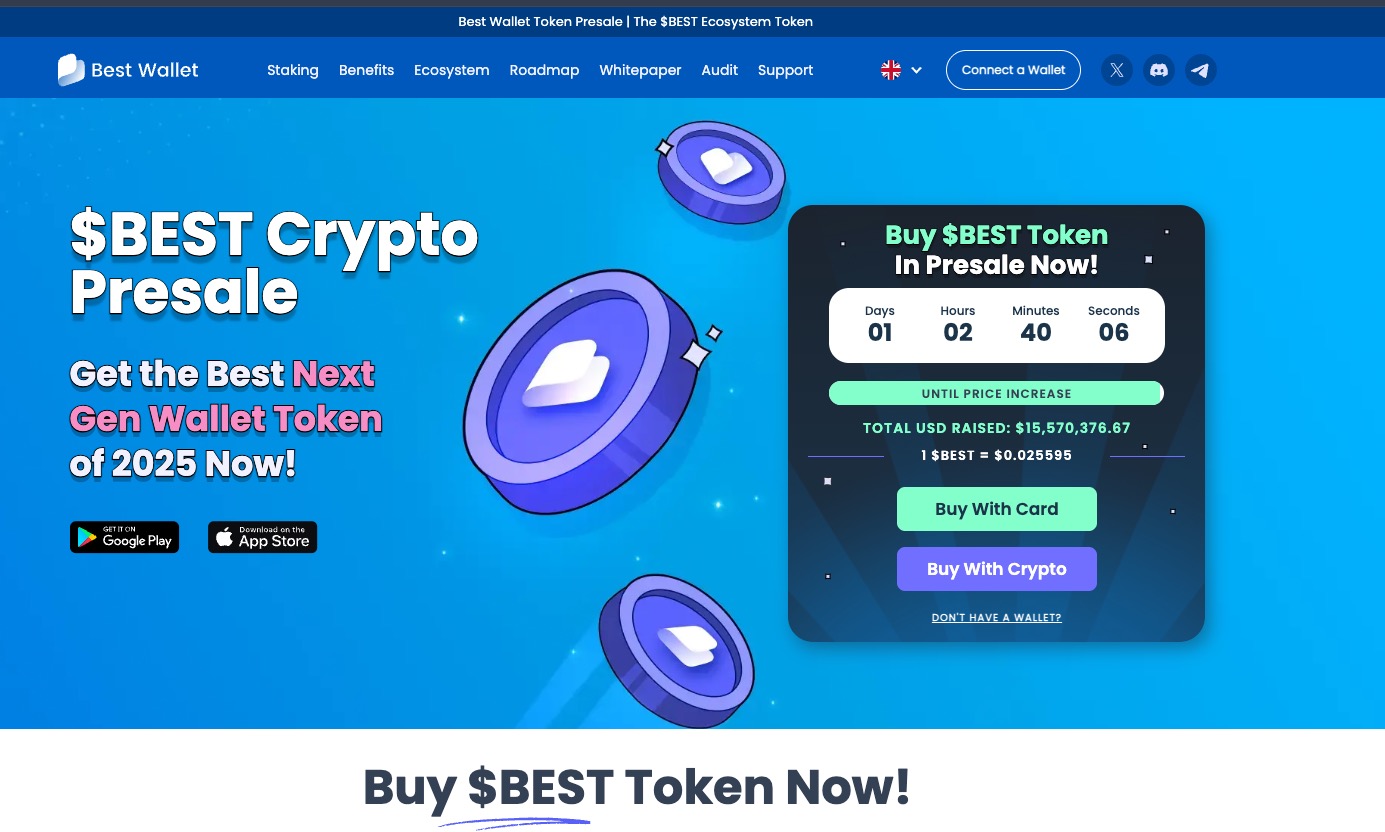 Best Wallet Token Presale | The $BEST Ecosystem Token
Best Wallet
Staking Benefits Ecosystem Roadmap Whitepaper Audit Support
Connect a Wallet
$BEST Crypto
Presale
Get the Best Next
Gen Wallet Token
of 2025 Now!
GET IT ON
Google Play
Download on the
App Store
Buy $BEST Token
In Presale Now!
Days Hours Minutes Seconds
01 02 40 06
UNTIL PRICE INCREASE
TOTAL USD RAISED: $15,570,376.67
1 $BEST = $0.025595
Buy With Card
Buy With Crypto
DON'T HAVE A WALLET?
Buy $BEST Token Now!